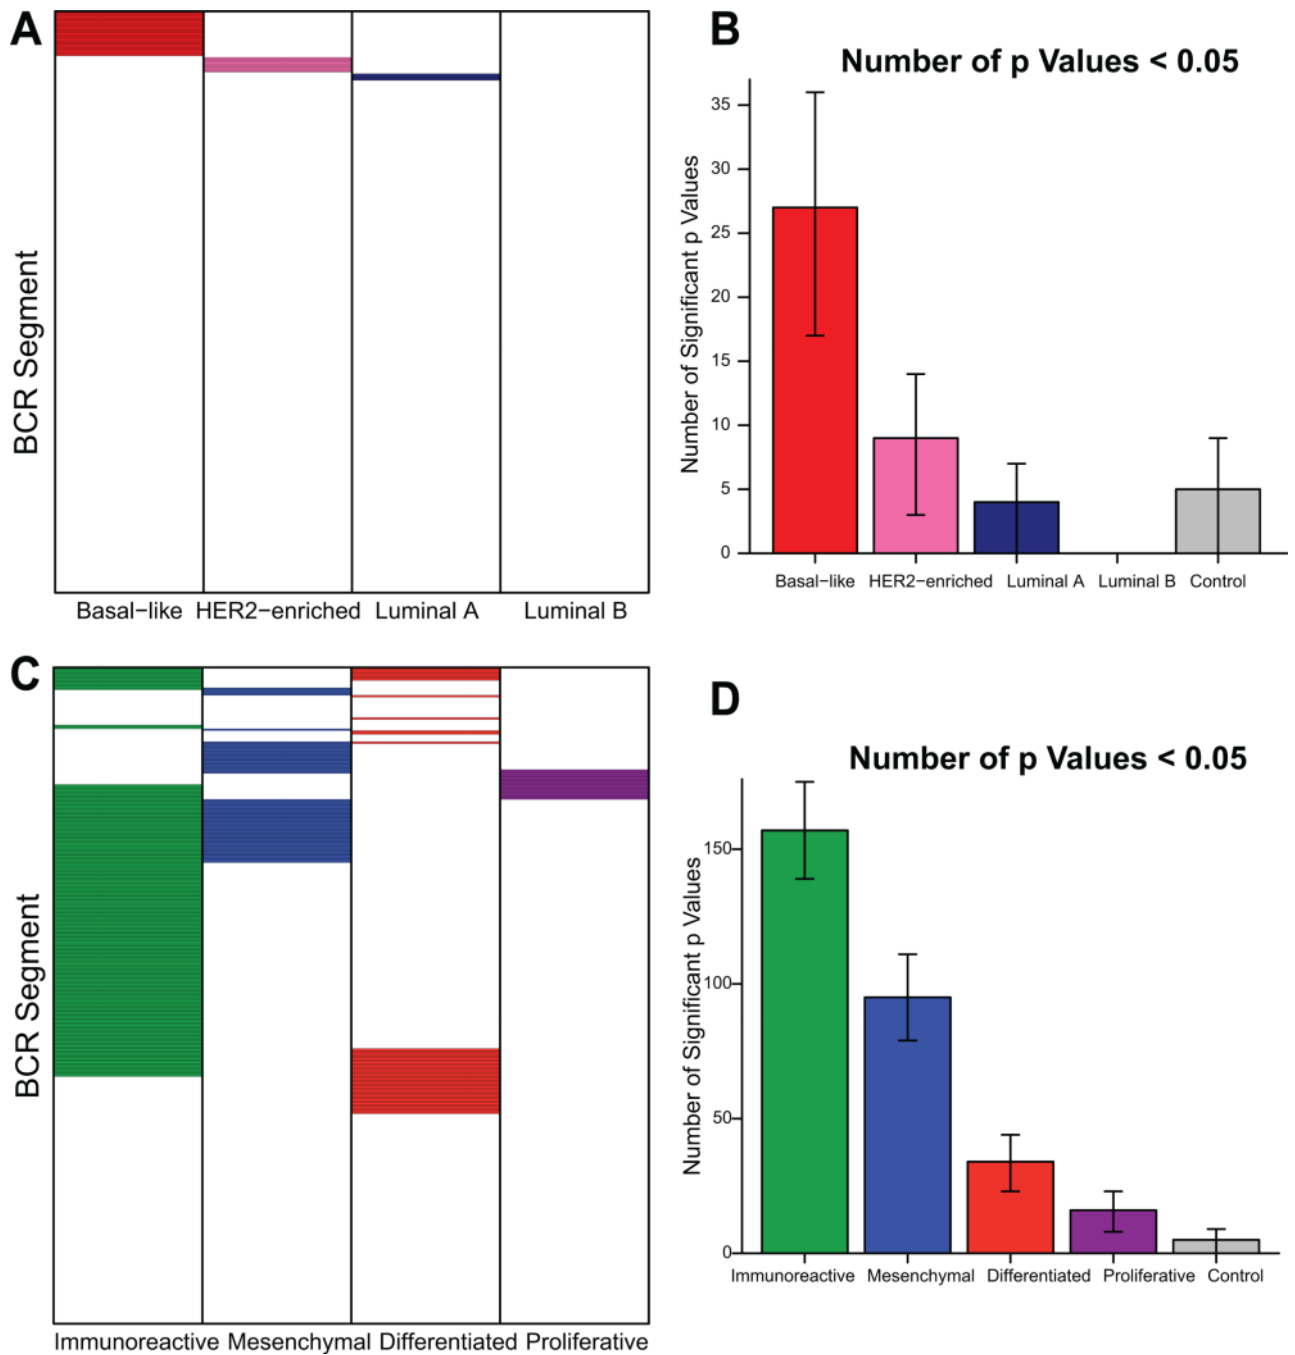 A
BCR Segment
Basal−like HER2−enriched Luminal A Luminal B
B
Number of p Values < 0.05
Number of Significant p Values
35
30
25
20
15
10
5
0
Basal−like HER2−enriched Luminal A Luminal B Control
C
BCR Segment
Immunoreactive Mesenchymal Differentiated Proliferative
D
Number of p Values < 0.05
Number of Significant p Values
150
100
50
0
Immunoreactive Mesenchymal Differentiated Proliferative Control